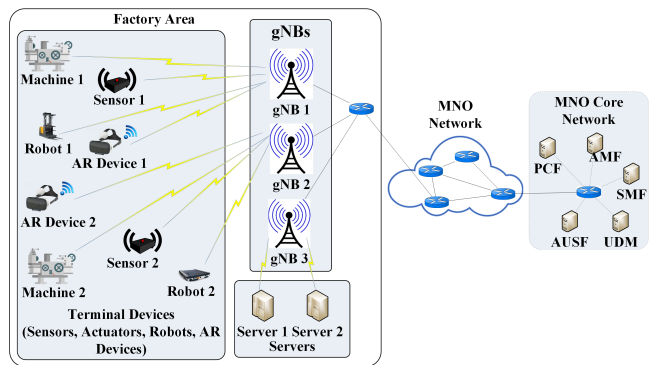 Factory Area
gNBs
Machine 1
Sensor 1
gNB 1
Robot 1
AR Device 1
gNB 2
AR Device 2
Sensor 2
gNB 3
Machine 2
Robot 2
Terminal Devices
(Sensors, Actuators, Robots, AR
Devices)
Server 1 Server 2
Servers
MNO
Network
MNO Core
Network
PCF
AMF
SMF
AUSF
UDM